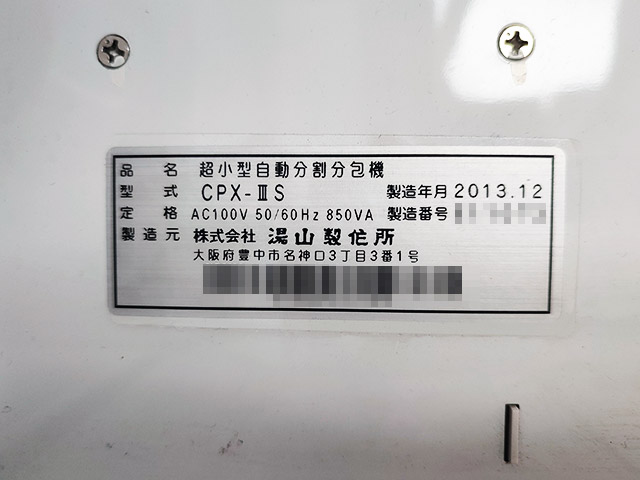 品名 超小型自動分割分包機
型式 CPX-ⅢS 製造年月 2013.12
定格 AC100V 50/60Hz 850VA 製造番号
製造元 株式会社 湯山製作所
大阪府豊中市名神口3丁目3番1号